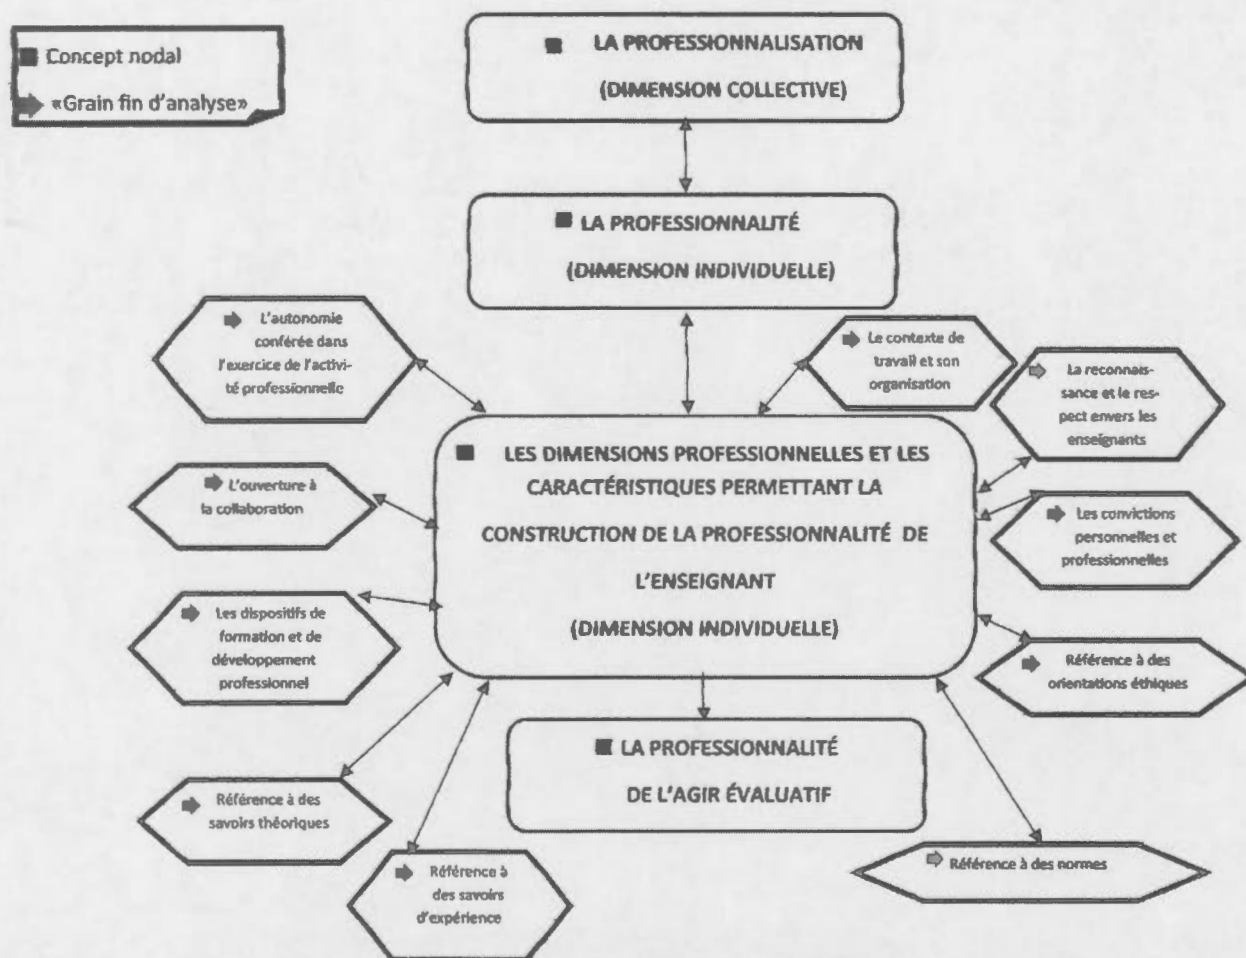 ■ Concept nodal
➡ «Grain fin d'analyse»
■ LA PROFESSIONNALISATION
(DIMENSION COLLECTIVE)
■ LA PROFESSIONNALITÉ
(DIMENSION INDIVIDUELLE)
➡ L'autonomie
conférée dans
l'exercice de l'activi-
té professionnelle
➡ Le contexte de
travail et son
organisation
➡ La reconnais-
sance et le res-
pect envers les
enseignants
■ LES DIMENSIONS PROFESSIONNELLES ET LES
CARACTÉRISTIQUES PERMETTANT LA
CONSTRUCTION DE LA PROFESSIONNALITÉ DE
L'ENSEIGNANT
(DIMENSION INDIVIDUELLE)
➡ L'ouverture à
la collaboration
➡ Les convictions
personnelles et
professionnelles
➡ Les dispositifs de
formation et de
développement
professionnel
➡ Référence à des
orientations éthiques
■ LA PROFESSIONNALITÉ
DE L'AGIR ÉVALUATIF
➡ Référence à des
savoirs théoriques
➡ Référence à
des savoirs
d'expérience
➡ Référence à des normes